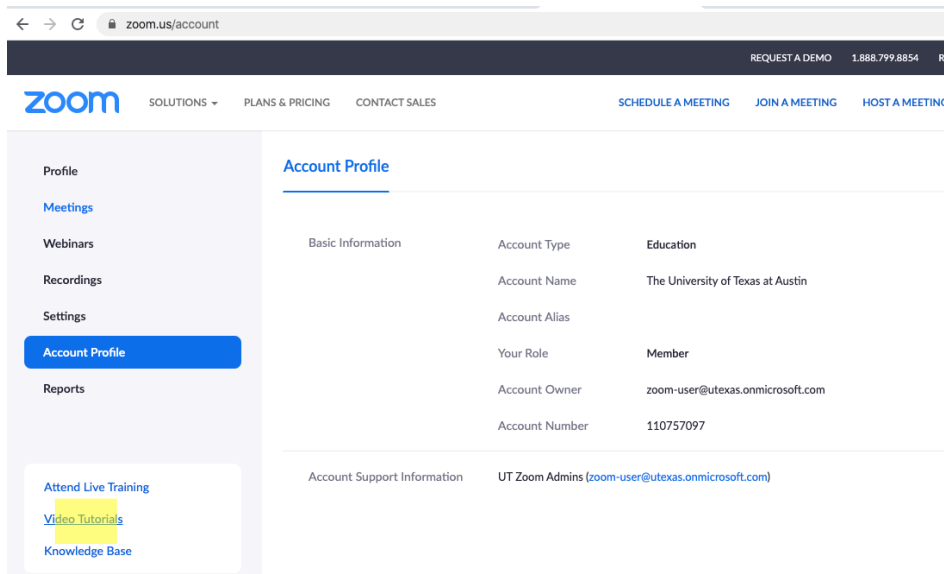 zoom.us/account
REQUEST A DEMO 1.888.799.8854 R
zoom SOLUTIONS PLANS & PRICING CONTACT SALES SCHEDULE A MEETING JOIN A MEETING HOST A MEETING
Profile
Meetings
Webinars
Recordings
Settings
Account Profile
Reports
Attend Live Training
Video Tutorials
Knowledge Base
Account Profile
Basic Information
Account Type Education
Account Name The University of Texas at Austin
Account Alias
Your Role Member
Account Owner zoom-user@utexas.onmicrosoft.com
Account Number 110757097
Account Support Information UT Zoom Admins (zoom-user@utexas.onmicrosoft.com)